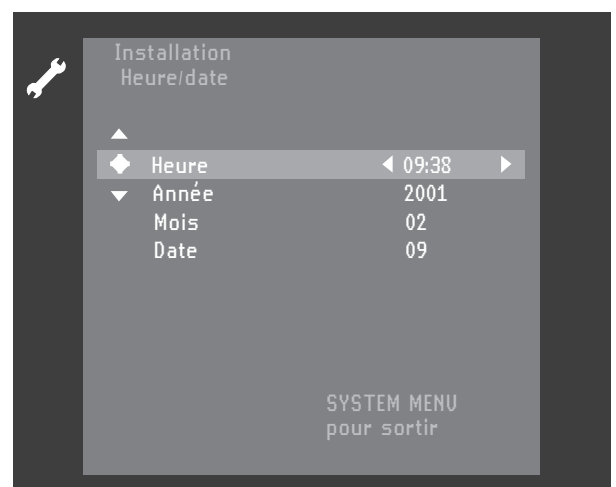 Installation
Heure/date
Heure 09:38
Année 2001
Mois 02
Date 09
SYSTEM MENU
pour sortir